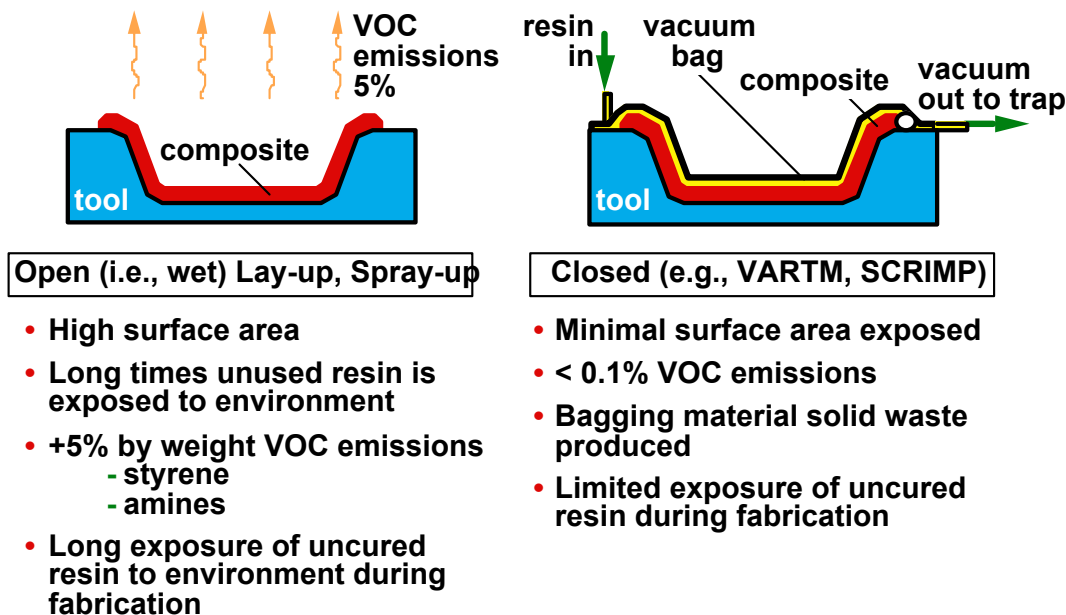 VOC
emissions
5%
composite
tool
Open (i.e., wet) Lay-up, Spray-up
• High surface area
• Long times unused resin is
exposed to environment
• +5% by weight VOC emissions
- styrene
- amines
• Long exposure of uncured
resin to environment during
fabrication
resin
in
vacuum
bag
composite
vacuum
out to trap
tool
Closed (e.g., VARTM, SCRIMP)
• Minimal surface area exposed
• < 0.1% VOC emissions
• Bagging material solid waste
produced
• Limited exposure of uncured
resin during fabrication